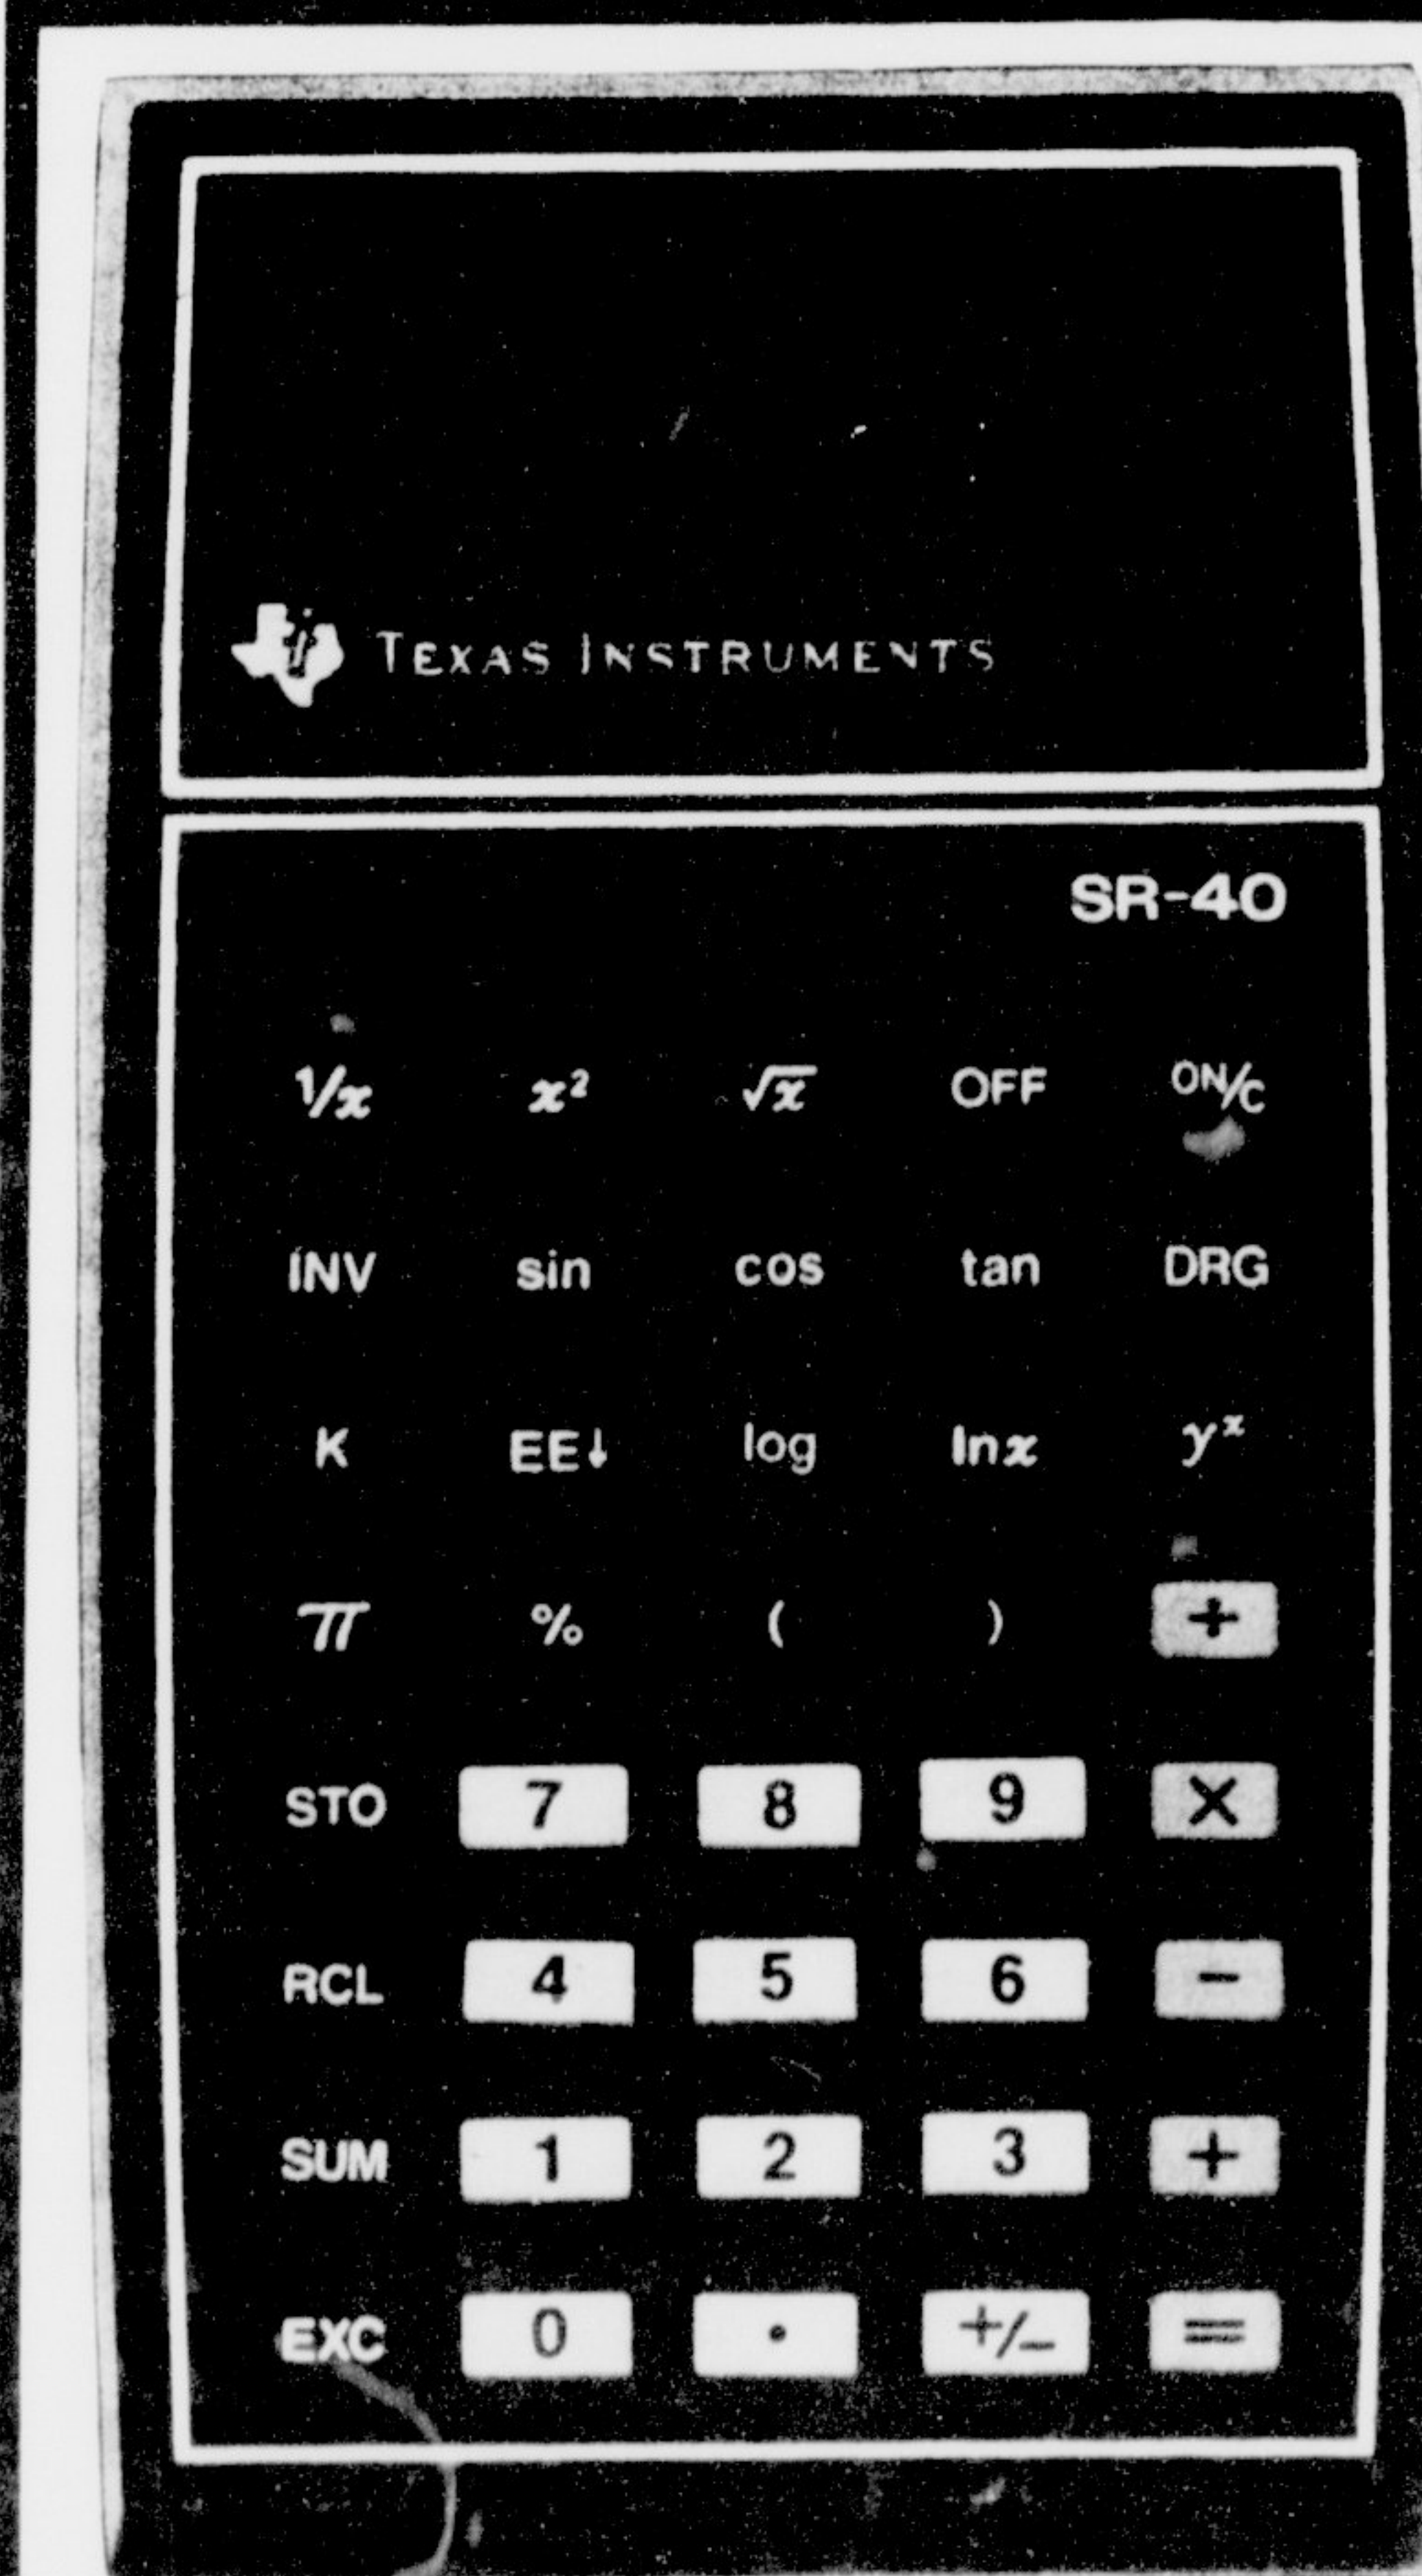 TEXAS INSTRUMENTS
SR-40
1/x x² √x OFF ON/C
INV sin cos tan DRG
K EE↓ log lnx yˣ
π % ( ) +
STO 7 8 9 ×
RCL 4 5 6 −
SUM 1 2 3 +
EXC 0 . +/− =